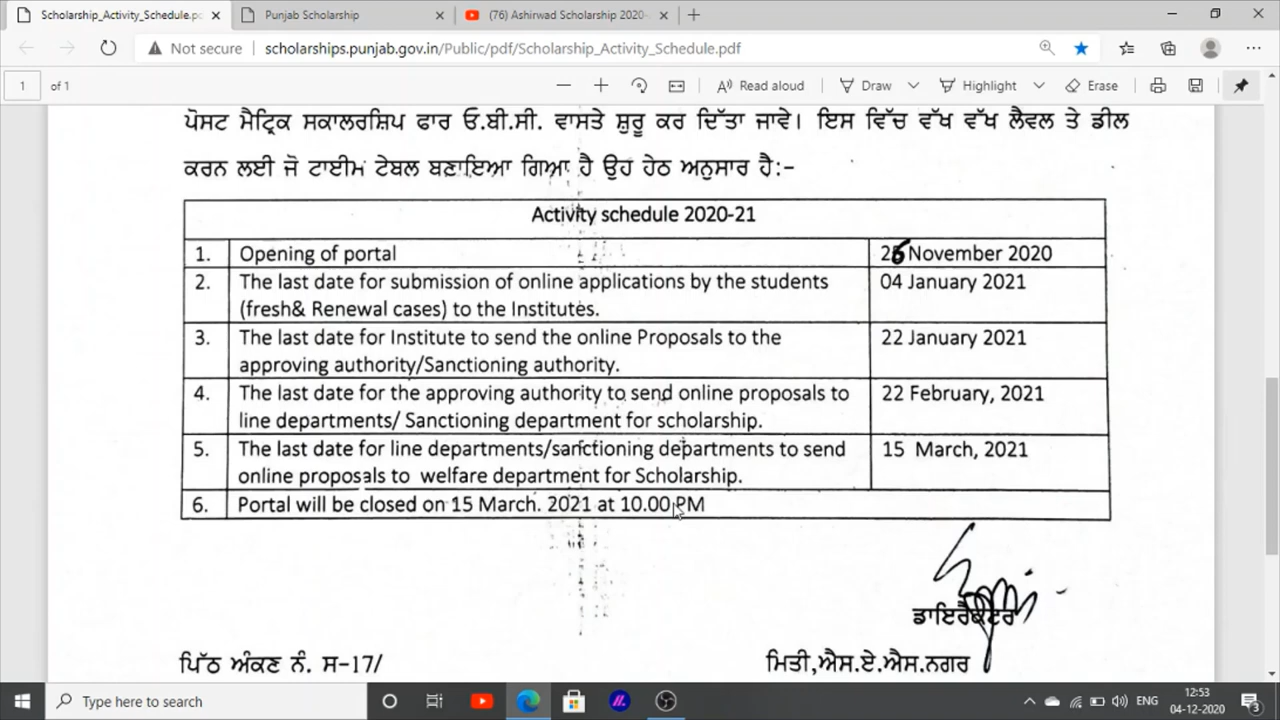 Scholarship_Activity_Schedule.p
Punjab Scholarship
(76) Ashirwad Scholarship 2020-
Not secure
scholarships.punjab.gov.in/Public/pdf/Scholarship_Activity_Schedule.pdf
1 of 1
Read aloud
Draw
Highlight
Erase
ਪੋਸਟ ਮੈਟ੍ਰਿਕ ਸਕਾਲਰਸ਼ਿਪ ਫਾਰ ਓ.ਬੀ.ਸੀ. ਵਾਸਤੇ ਸ਼ੁਰੂ ਕਰ ਦਿੱਤਾ ਜਾਵੇ। ਇਸ ਵਿੱਚ ਵੱਖ ਵੱਖ ਲੈਵਲ ਤੇ ਡੀਲ
ਕਰਨ ਲਈ ਜੋ ਟਾਈਮ ਟੇਬਲ ਬਣਾਇਆ ਗਿਆ ਹੈ ਉਹ ਹੇਠ ਅਨੁਸਾਰ ਹੈ:-
Activity schedule 2020-21
1. Opening of portal 26 November 2020
2. The last date for submission of online applications by the students 04 January 2021
(fresh& Renewal cases) to the Institutes.
3. The last date for Institute to send the online Proposals to the 22 January 2021
approving authority/Sanctioning authority.
4. The last date for the approving authority to send online proposals to 22 February, 2021
line departments/ Sanctioning department for scholarship.
5. The last date for line departments/sanctioning departments to send 15 March, 2021
online proposals to welfare department for Scholarship.
6. Portal will be closed on 15 March. 2021 at 10.00 PM
ਡਾਇਰੈਕਟਰ
ਪਿੱਠ ਅੰਕਣ ਨੰ. ਸ-17/ ਮਿਤੀ,ਐਸ.ਏ.ਐਸ.ਨਗਰ
Type here to search
ENG
12:53
04-12-2020
3